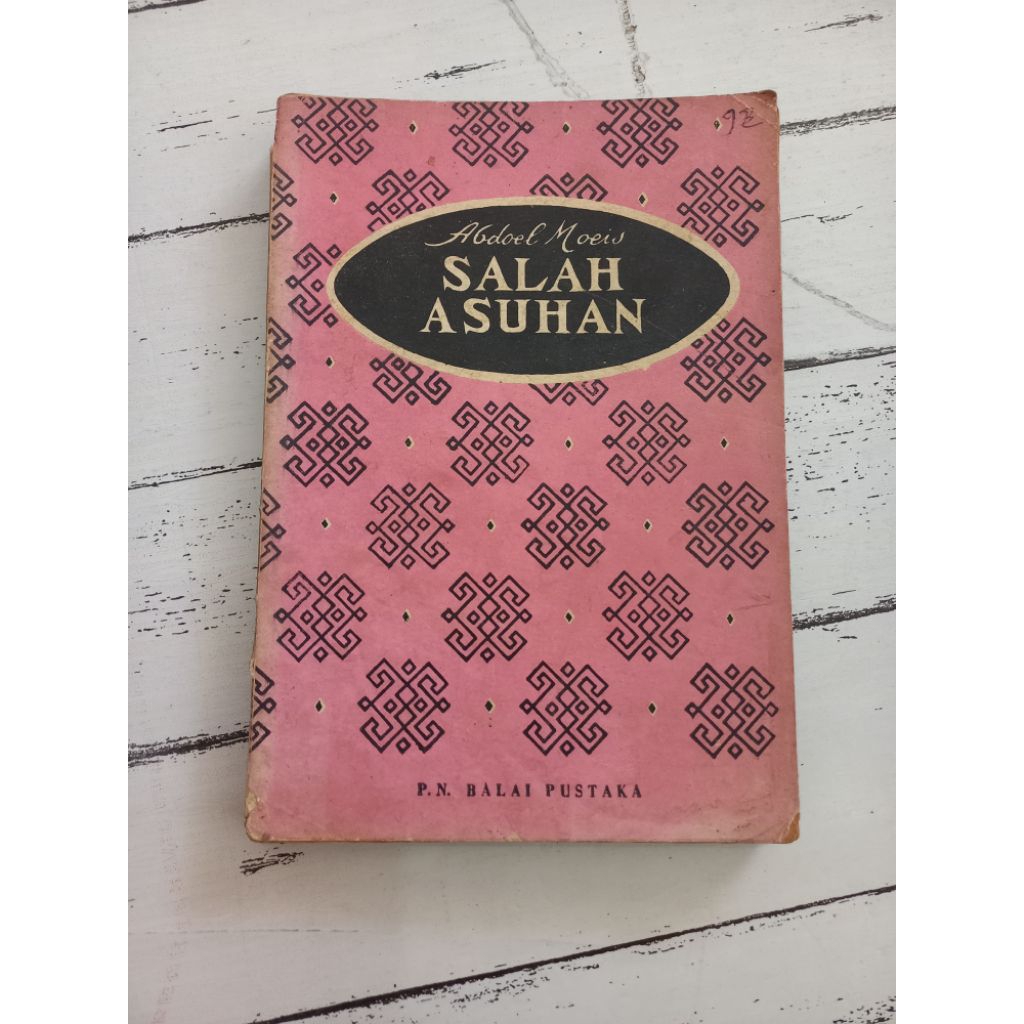 Abdoel Moeis
SALAH
ASUHAN
P.N. BALAI PUSTAKA